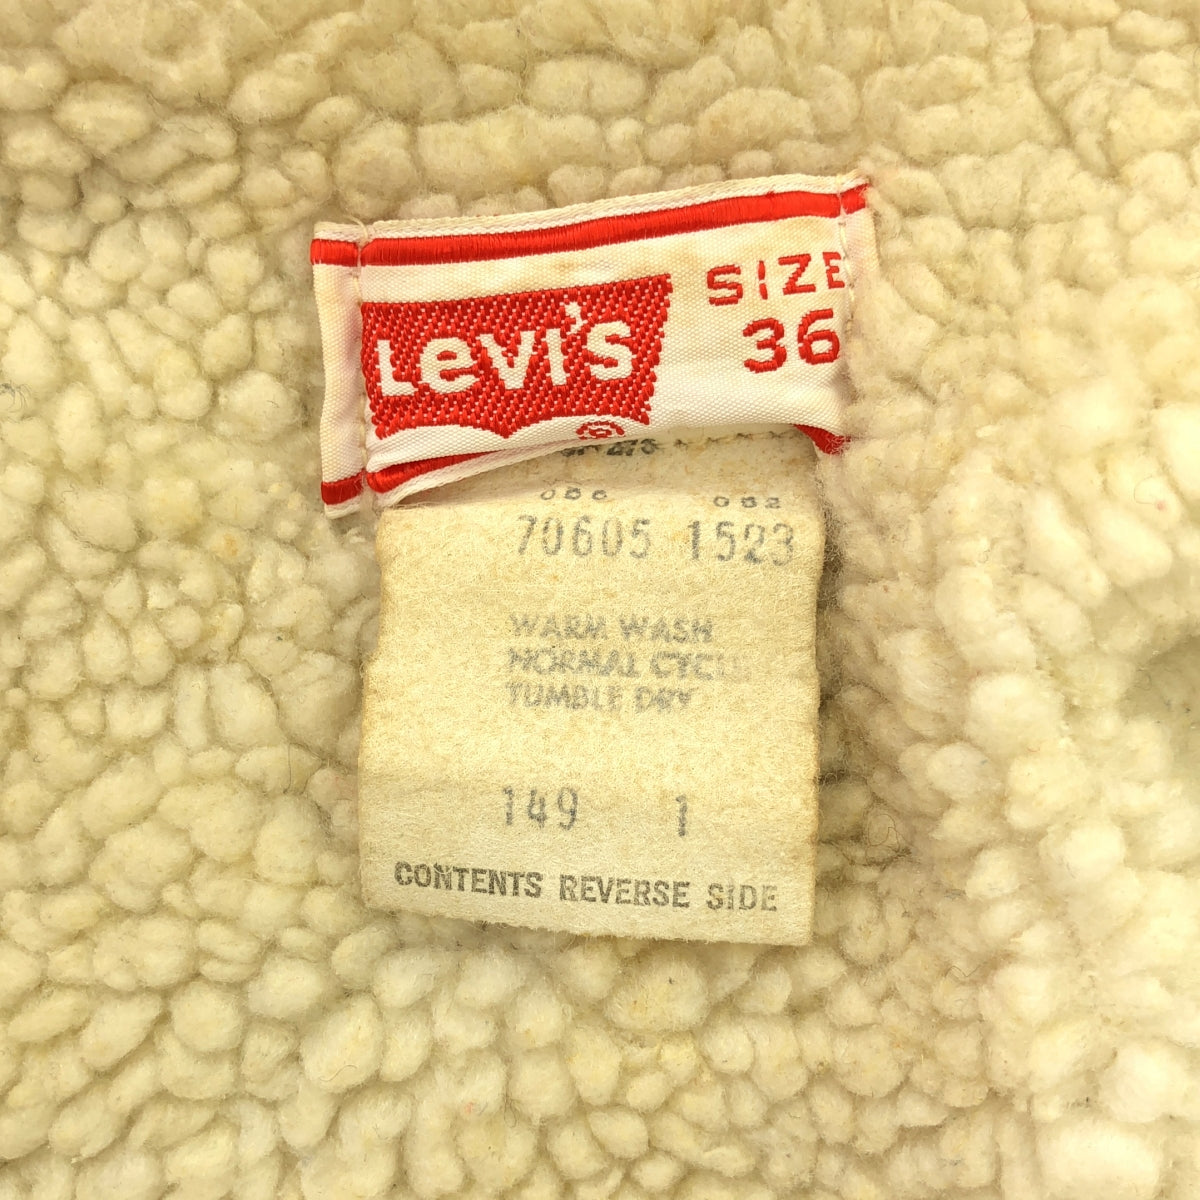 Levi's ®
SIZE
36
70605 1523
WARM WASH
NORMAL CYCLE
TUMBLE DRY
149 1
CONTENTS REVERSE SIDE